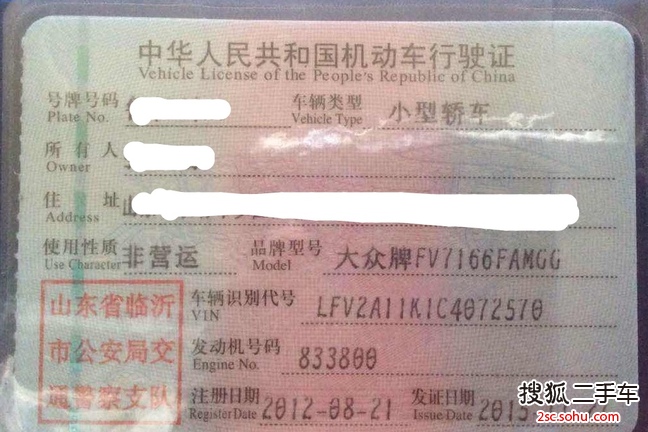 中华人民共和国机动车行驶证
Vehicle License of the People's Republic of China
号牌号码 车辆类型 小型轿车
Plate No. Vehicle Type
所有人
Owner
住址 山
Address
使用性质 非营运 品牌型号 大众牌FV7166FAMGG
Use Character Model
山东省临沂 车辆识别代号 LFV2A11K1C4072570
VIN
市公安局交 发动机号码 833800
Engine No.
通警察支队 注册日期 2012-08-21 发证日期 2015
Register Date Issue Date
搜狐二手车
2sc.sohu.com